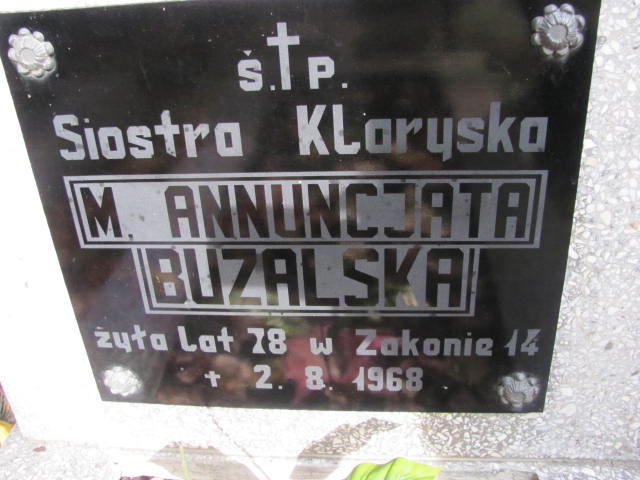 Ś.†P.
Siostra Klaryska
M. ANNUNCJATA
BUZALSKA
żyła lat 78 w Zakonie 14
† 2. 8. 1968